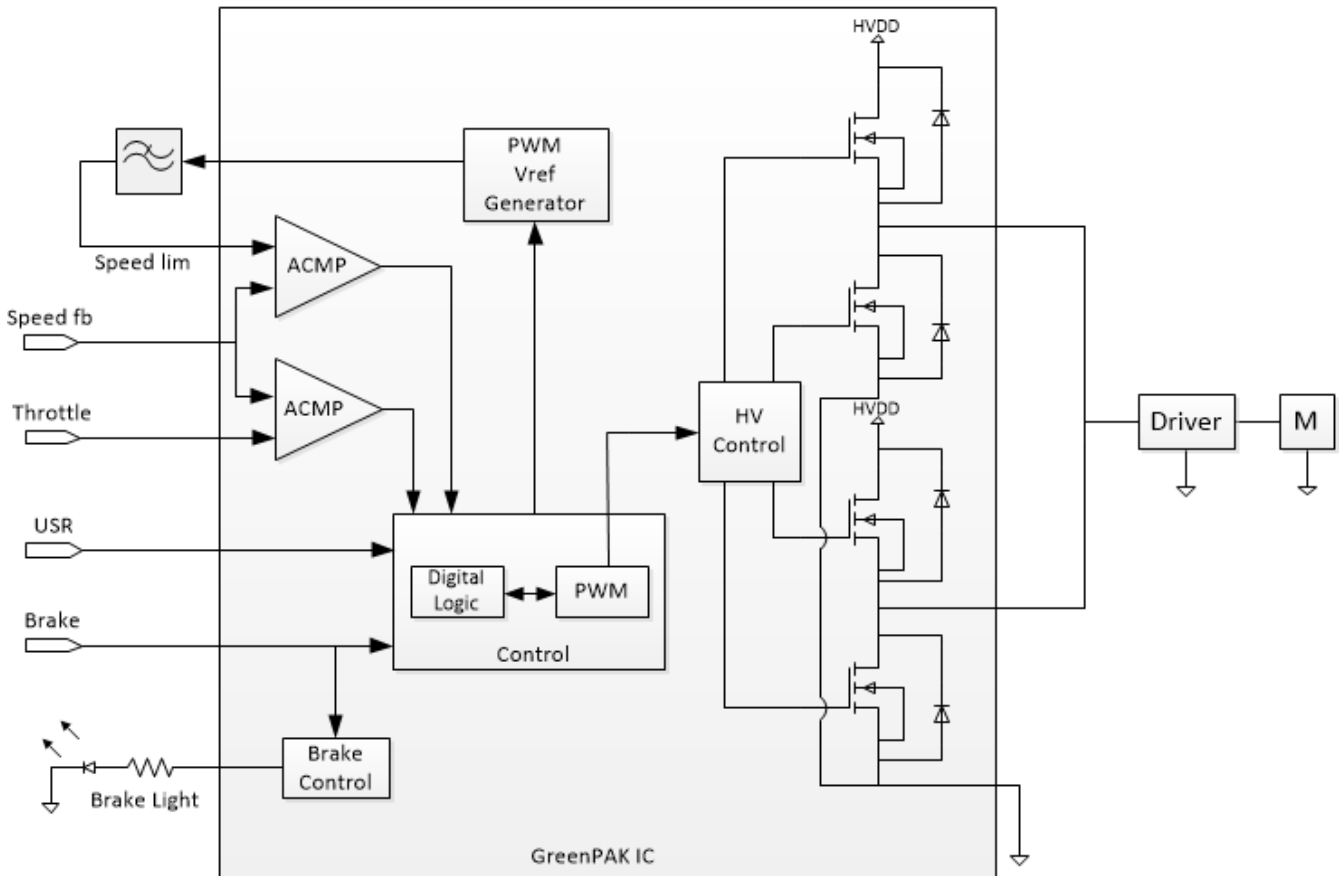 HVDD
PWM
Vref
Generator
Speed lim
ACMP
Speed fb
ACMP
Throttle
HV
Control
HVDD
Driver
M
USR
Digital
Logic
PWM
Brake
Control
Brake
Control
Brake Light
GreenPAK IC